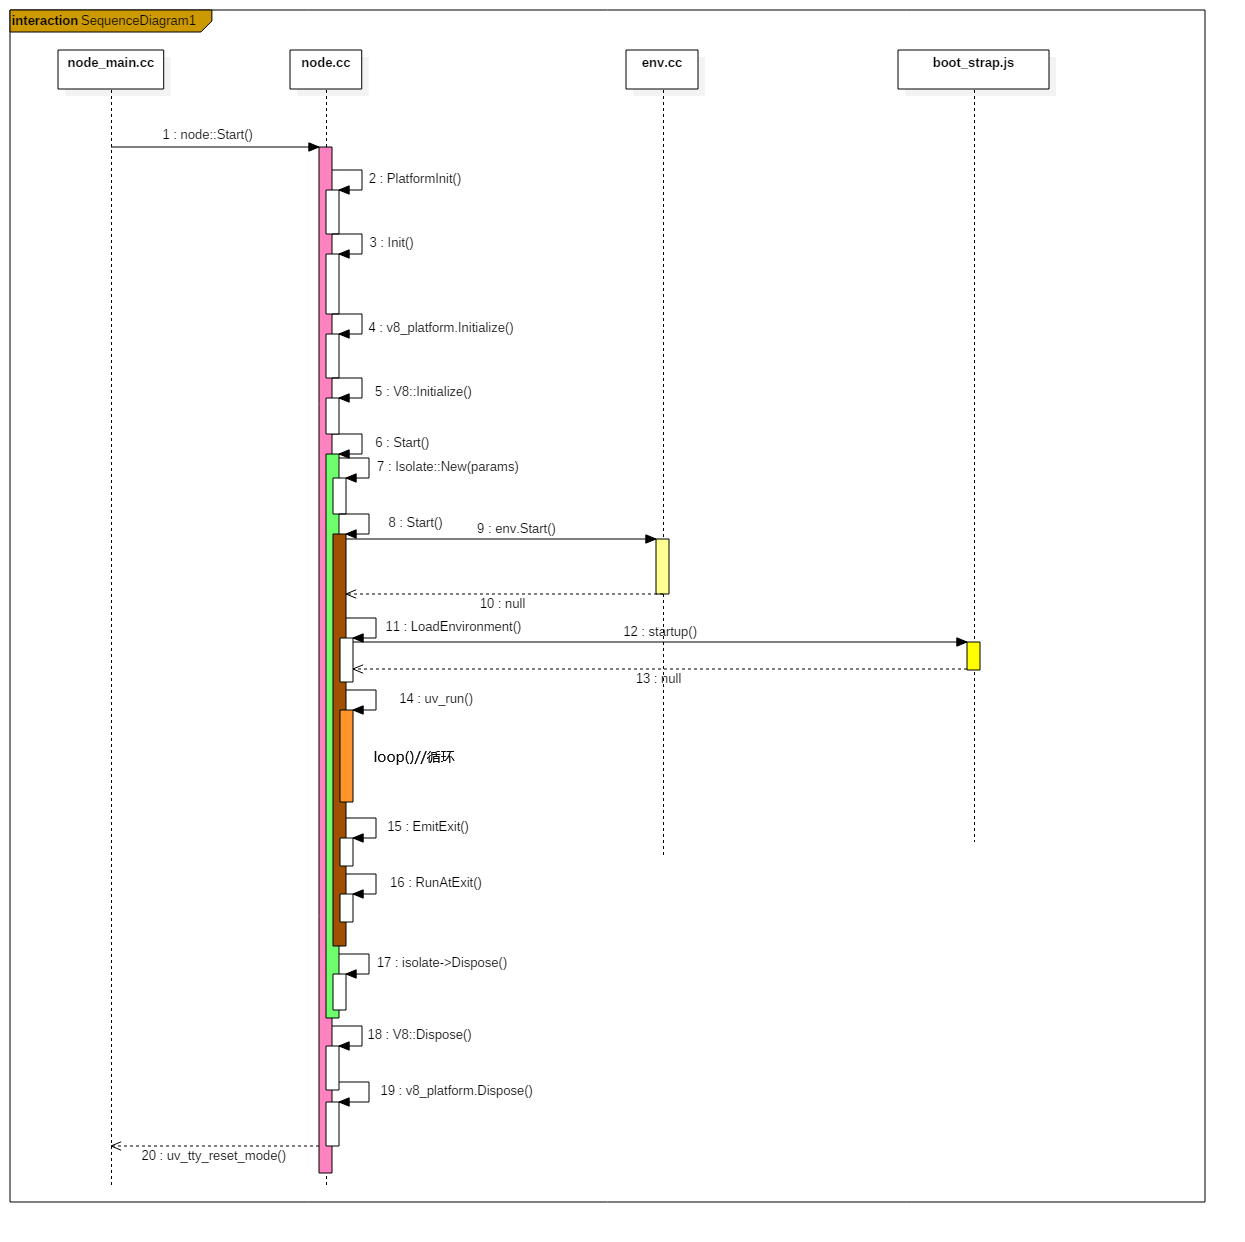 interaction SequenceDiagram1
node_main.cc
node.cc
env.cc
boot_strap.js
1 : node::Start()
2 : PlatformInit()
3 : Init()
4 : v8_platform.Initialize()
5 : V8::Initialize()
6 : Start()
7 : Isolate::New(params)
8 : Start()
9 : env.Start()
10 : null
11 : LoadEnvironment()
12 : startup()
13 : null
14 : uv_run()
loop()//循环
15 : EmitExit()
16 : RunAtExit()
17 : isolate->Dispose()
18 : V8::Dispose()
19 : v8_platform.Dispose()
20 : uv_tty_reset_mode()